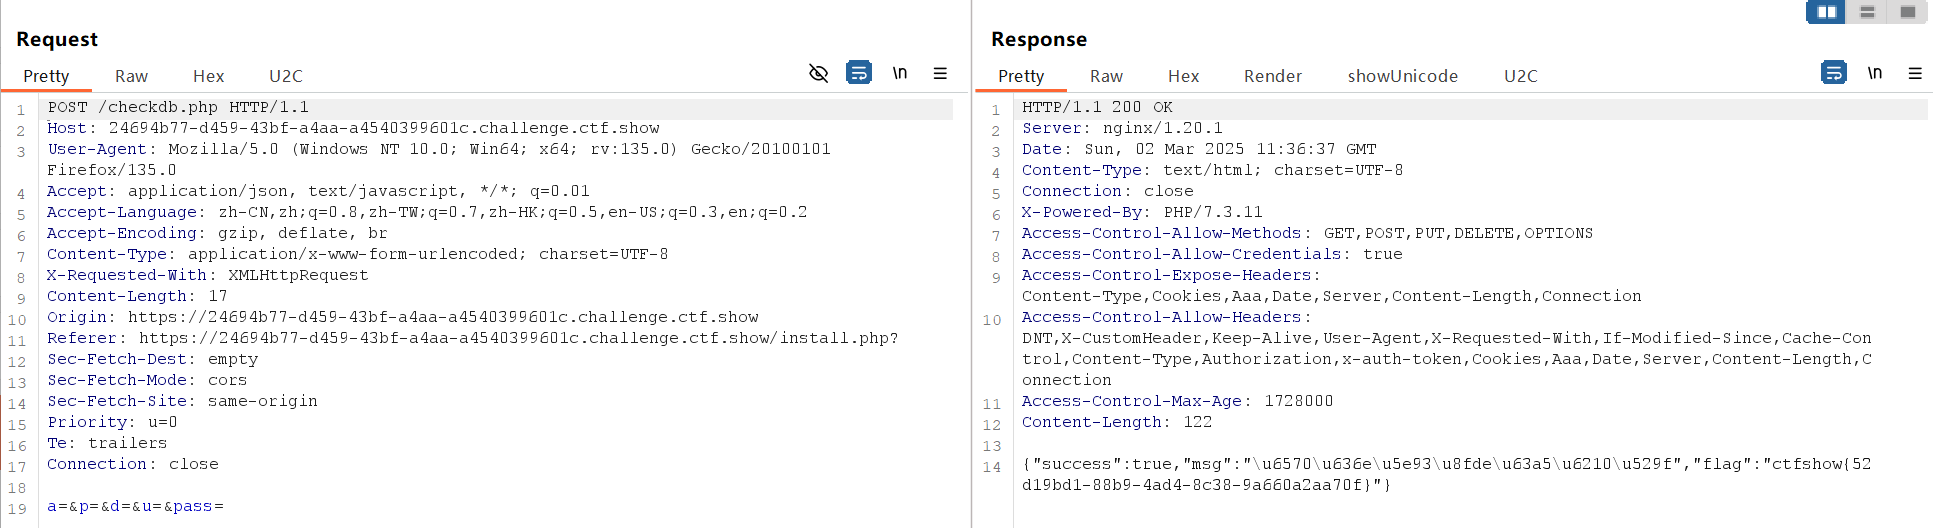 Request
Pretty Raw Hex U2C
\n
1 POST /checkdb.php HTTP/1.1
2 Host: 24694b77-d459-43bf-a4aa-a4540399601c.challenge.ctf.show
3 User-Agent: Mozilla/5.0 (Windows NT 10.0; Win64; x64; rv:135.0) Gecko/20100101
Firefox/135.0
4 Accept: application/json, text/javascript, */*; q=0.01
5 Accept-Language: zh-CN,zh;q=0.8,zh-TW;q=0.7,zh-HK;q=0.5,en-US;q=0.3,en;q=0.2
6 Accept-Encoding: gzip, deflate, br
7 Content-Type: application/x-www-form-urlencoded; charset=UTF-8
8 X-Requested-With: XMLHttpRequest
9 Content-Length: 17
10 Origin: https://24694b77-d459-43bf-a4aa-a4540399601c.challenge.ctf.show
11 Referer: https://24694b77-d459-43bf-a4aa-a4540399601c.challenge.ctf.show/install.php?
12 Sec-Fetch-Dest: empty
13 Sec-Fetch-Mode: cors
14 Sec-Fetch-Site: same-origin
15 Priority: u=0
16 Te: trailers
17 Connection: close
18
19 a=&p=&d=&u=&pass=
Response
Pretty Raw Hex Render showUnicode U2C
\n
1 HTTP/1.1 200 OK
2 Server: nginx/1.20.1
3 Date: Sun, 02 Mar 2025 11:36:37 GMT
4 Content-Type: text/html; charset=UTF-8
5 Connection: close
6 X-Powered-By: PHP/7.3.11
7 Access-Control-Allow-Methods: GET,POST,PUT,DELETE,OPTIONS
8 Access-Control-Allow-Credentials: true
9 Access-Control-Expose-Headers:
Content-Type,Cookies,Aaa,Date,Server,Content-Length,Connection
10 Access-Control-Allow-Headers:
DNT,X-CustomHeader,Keep-Alive,User-Agent,X-Requested-With,If-Modified-Since,Cache-Con
trol,Content-Type,Authorization,x-auth-token,Cookies,Aaa,Date,Server,Content-Length,C
onnection
11 Access-Control-Max-Age: 1728000
12 Content-Length: 122
13
14 {"success":true,"msg":"\u6570\u636e\u5e93\u8fde\u63a5\u6210\u529f","flag":"ctfshow{52
d19bd1-88b9-4ad4-8c38-9a660a2aa70f}"}